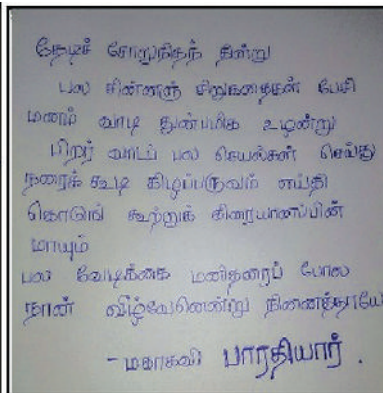 தேடிச் சோறுநிதந் தின்று
பல சின்னஞ் சிறுகதைகள் பேசி
மனம் வாடி துன்பமிக உழன்று
பிறர் வாடப் பல செயல்கள் செய்து
நரைக் கூடி கிழப்பருவம் எய்தி
கொடுங் கூற்றுக் கிரையானபின்
மாயும்
பல வேடிக்கை மனிதரைப் போல
நான் வீழ்வேனென்று நினைத்தாயோ
- மகாகவி பாரதியார்.